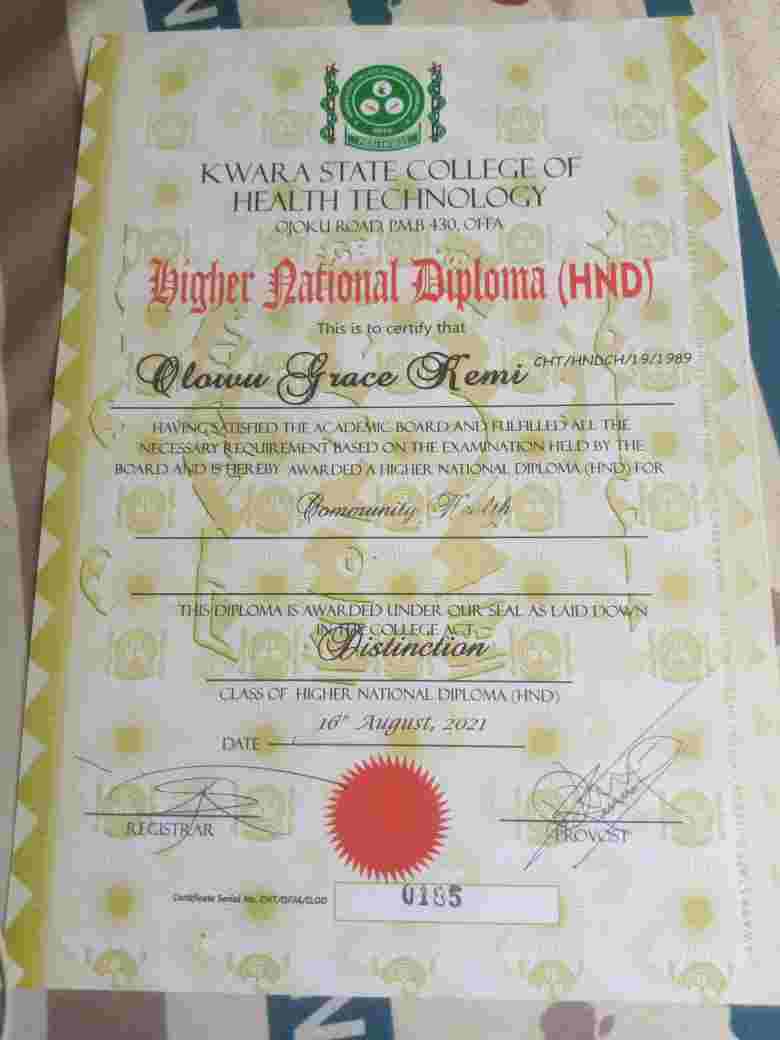 KWARA STATE COLLEGE OF
HEALTH TECHNOLOGY
OJOKU ROAD, P.M.B 430, OFFA
Higher National Diploma (HND)
This is to certify that
Olowu Grace Kemi CHT/HNDCH/19/1989
HAVING SATISFIED THE ACADEMIC BOARD AND FULFILLED ALL THE
NECESSARY REQUIREMENT BASED ON THE EXAMINATION HELD BY THE
BOARD AND IS HEREBY AWARDED A HIGHER NATIONAL DIPLOMA (HND) FOR
Community Health
THIS DIPLOMA IS AWARDED UNDER OUR SEAL AS LAID DOWN
IN THE COLLEGE ACT
Distinction
CLASS OF HIGHER NATIONAL DIPLOMA (HND)
16th August, 2021
DATE
REGISTRAR
PROVOST
Certificate Serial No. CHT/OFFA/ELOD
0185